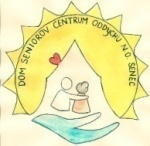 DOM SENIOROV CENTRUM ODDYCHU N.O SENEC